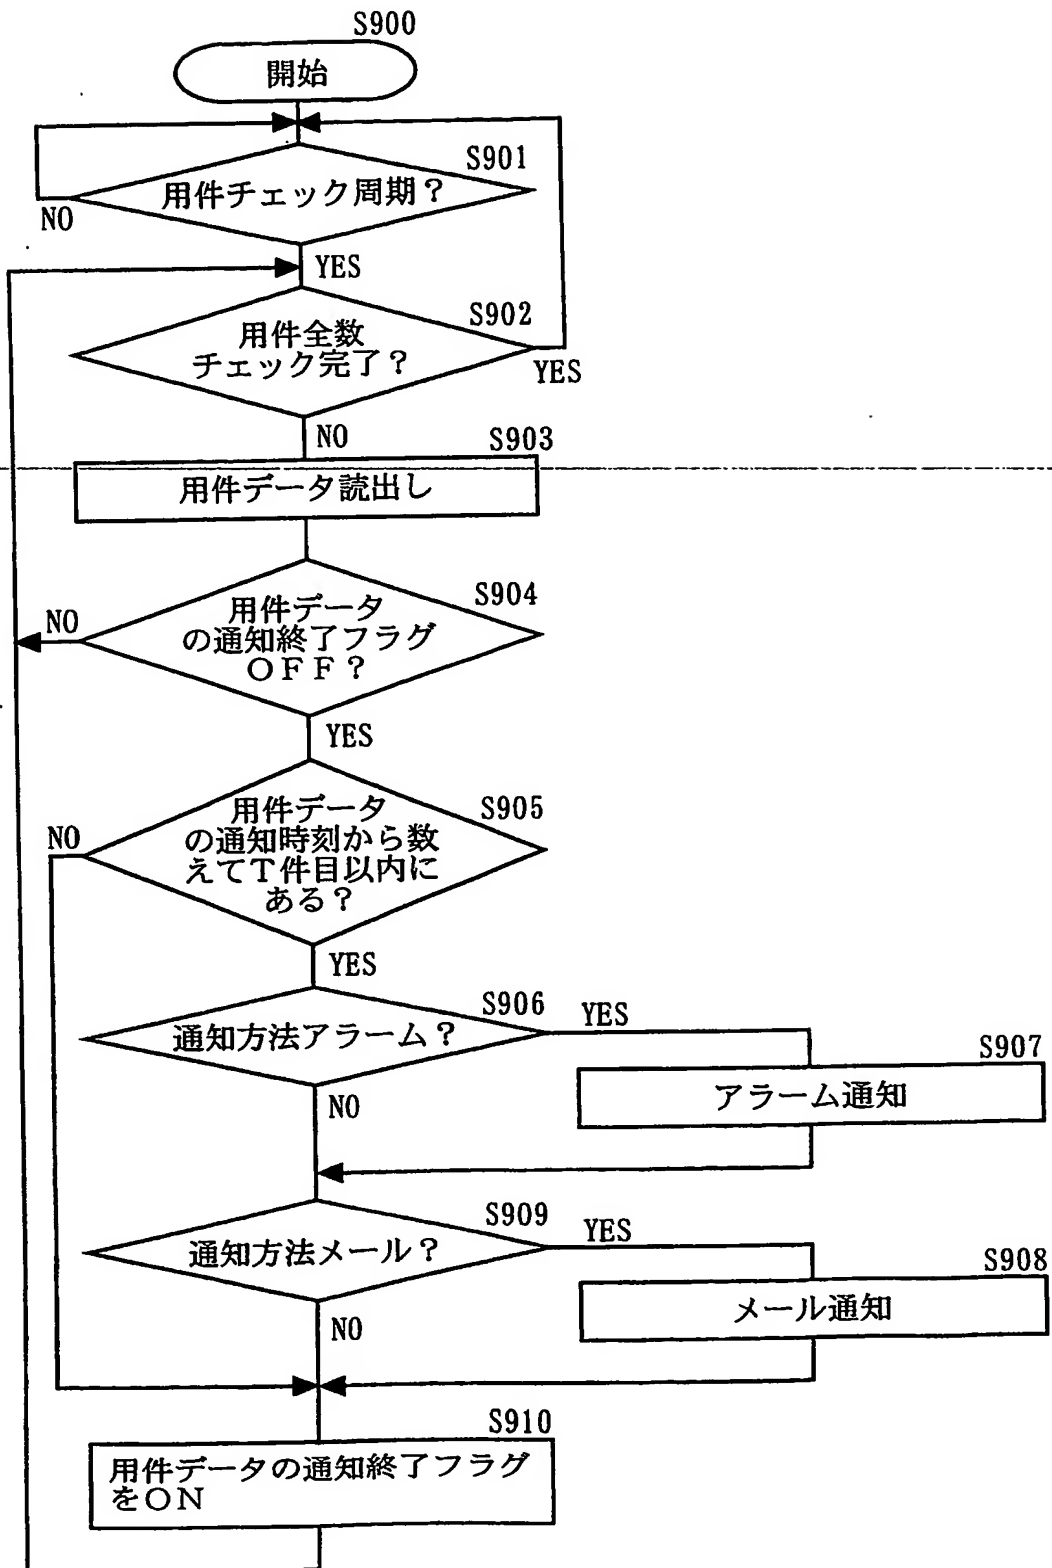 S900
開始
S901
用件チェック周期？
NO
YES
S902
用件全数
チェック完了？
YES
NO
S903
用件データ読出し
S904
用件データ
の通知終了フラグ
ＯＦＦ？
NO
YES
S905
用件データ
の通知時刻から数
えてＴ件目以内に
ある？
NO
YES
S906
通知方法アラーム？
YES
S907
アラーム通知
NO
S909
通知方法メール？
YES
S908
メール通知
NO
S910
用件データの通知終了フラグ
をＯＮ